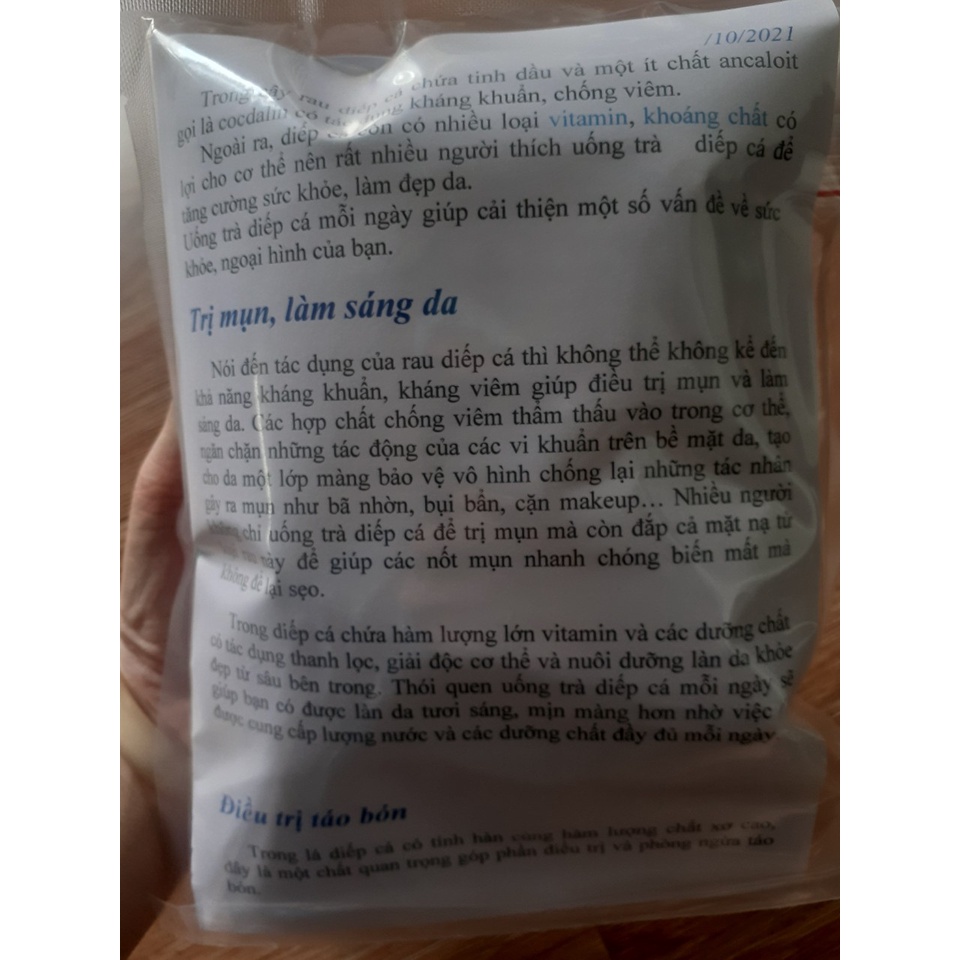 /10/2021
Trong cây rau diếp cá chứa tinh dầu và một ít chất ancaloit
gọi là cocdalin có tác dụng kháng khuẩn, chống viêm.
Ngoài ra, diếp còn có nhiều loại vitamin, khoáng chất có
lợi cho cơ thể nên rất nhiều người thích uống trà diếp cá để
tăng cường sức khỏe, làm đẹp da.
Uống trà diếp cá mỗi ngày giúp cải thiện một số vấn đề về sức
khỏe, ngoại hình của bạn.
Trị mụn, làm sáng da
Nói đến tác dụng của rau diếp cá thì không thể không kể đến
khả năng kháng khuẩn, kháng viêm giúp điều trị mụn và làm
sáng da. Các hợp chất chống viêm thẩm thấu vào trong cơ thể,
ngăn chặn những tác động của các vi khuẩn trên bề mặt da, tạo
cho da một lớp màng bảo vệ vô hình chống lại những tác nhân
gây ra mụn như bã nhờn, bụi bẩn, cặn makeup... Nhiều người
không chỉ uống trà diếp cá để trị mụn mà còn đắp cả mặt nạ từ
rau này để giúp các nốt mụn nhanh chóng biến mất mà
không để lại sẹo.
Trong diếp cá chứa hàm lượng lớn vitamin và các dưỡng chất
có tác dụng thanh lọc, giải độc cơ thể và nuôi dưỡng làn da khỏe
đẹp từ sâu bên trong. Thói quen uống trà diếp cá mỗi ngày sẽ
giúp bạn có được làn da tươi sáng, mịn màng hơn nhờ việc
được cung cấp lượng nước và các dưỡng chất đầy đủ mỗi ngày
Điều trị táo bón
Trong lá diếp cá có tính hàn cùng hàm lượng chất xơ cao,
đây là một chất quan trọng góp phần điều trị và phòng ngừa táo
bón.